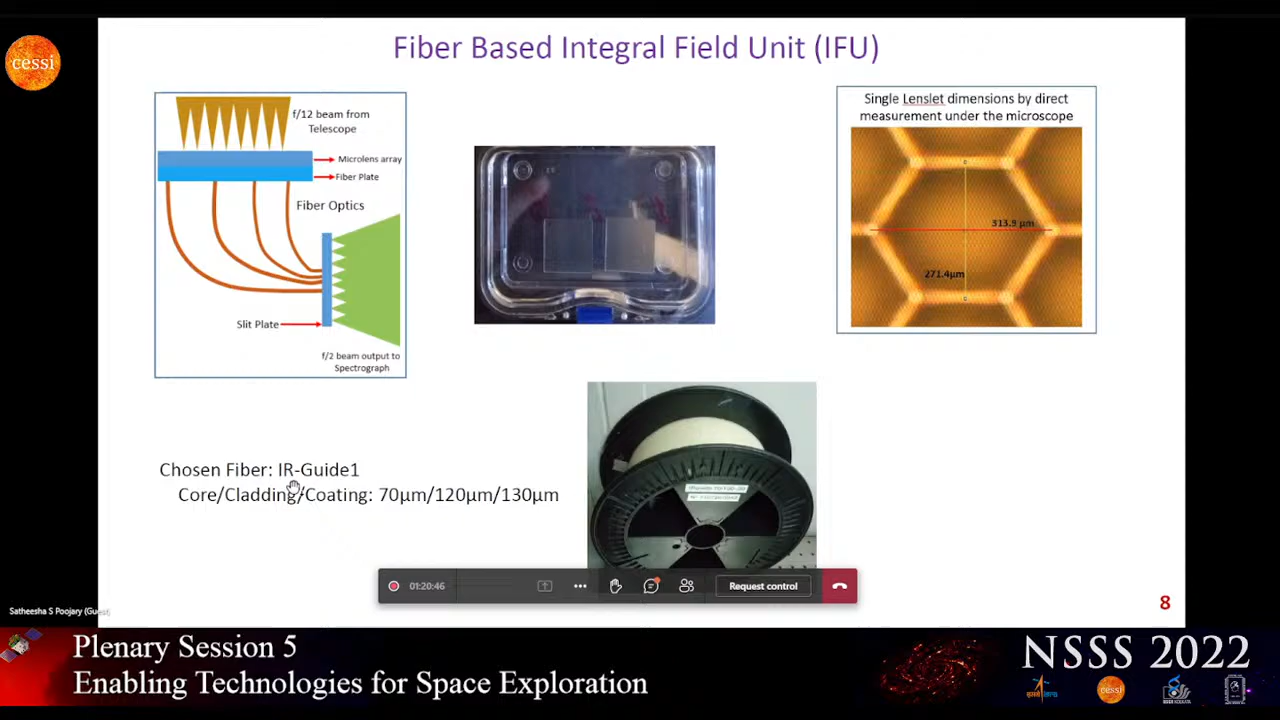 Fiber Based Integral Field Unit (IFU)
cessi
f/12 beam from
Telescope
Microlens array
Fiber Plate
Fiber Optics
Slit Plate
f/2 beam output to
Spectrograph
Single Lenslet dimensions by direct
measurement under the microscope
313.9 µm
271.4µm
Chosen Fiber: IR-Guide1
Core/Cladding/Coating: 70µm/120µm/130µm
01:20:46
Request control
8
Satheesha S Poojary (Guest)
Plenary Session 5
Enabling Technologies for Space Exploration
NSSS 2022
cessi